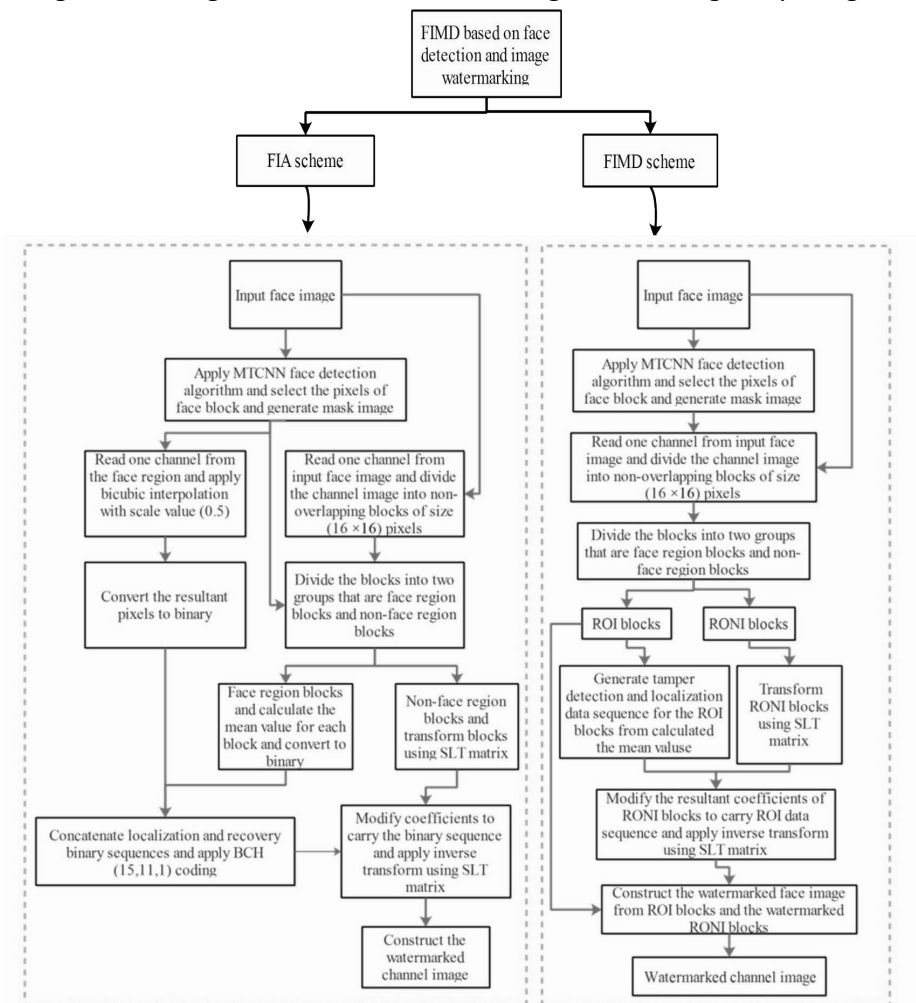 FIMD based on face
detection and image
watermarking
FIA scheme
FIMD scheme
Input face image
Apply MTCNN face detection
algorithm and select the pixels of
face block and generate mask image
Read one channel from
the face region and apply
bicubic interpolation
with scale value (0.5)
Read one channel from
input face image and divide
the channel image into non-
overlapping blocks of size
(16 ×16) pixels
Convert the resultant
pixels to binary
Divide the blocks into two
groups that are face region
blocks and non-face region
blocks
Face region blocks
and calculate the
mean value for each
block and convert to
binary
Non-face region
blocks and
transform blocks
using SLT matrix
Concatenate localization and recovery
binary sequences and apply BCH
(15,11,1) coding
Modify coefficients to
carry the binary sequence
and apply inverse
transform using SLT
matrix
Construct the
watermarked
channel image
Input face image
Apply MTCNN face detection
algorithm and select the pixels of
face block and generate mask image
Read one channel from input face
image and divide the channel image
into non-overlapping blocks of size
(16 ×16) pixels
Divide the blocks into two groups
that are face region blocks and non-
face region blocks
ROI blocks
RONI blocks
Generate tamper
detection and localization
data sequence for the ROI
blocks from calculated
the mean valuse
Transform
RONI blocks
using SLT
matrix
Modify the resultant coefficients of
RONI blocks to carry ROI data
sequence and apply inverse transform
using SLT matrix
Construct the watermarked face image
from ROI blocks and the watermarked
RONI blocks
Watermarked channel image